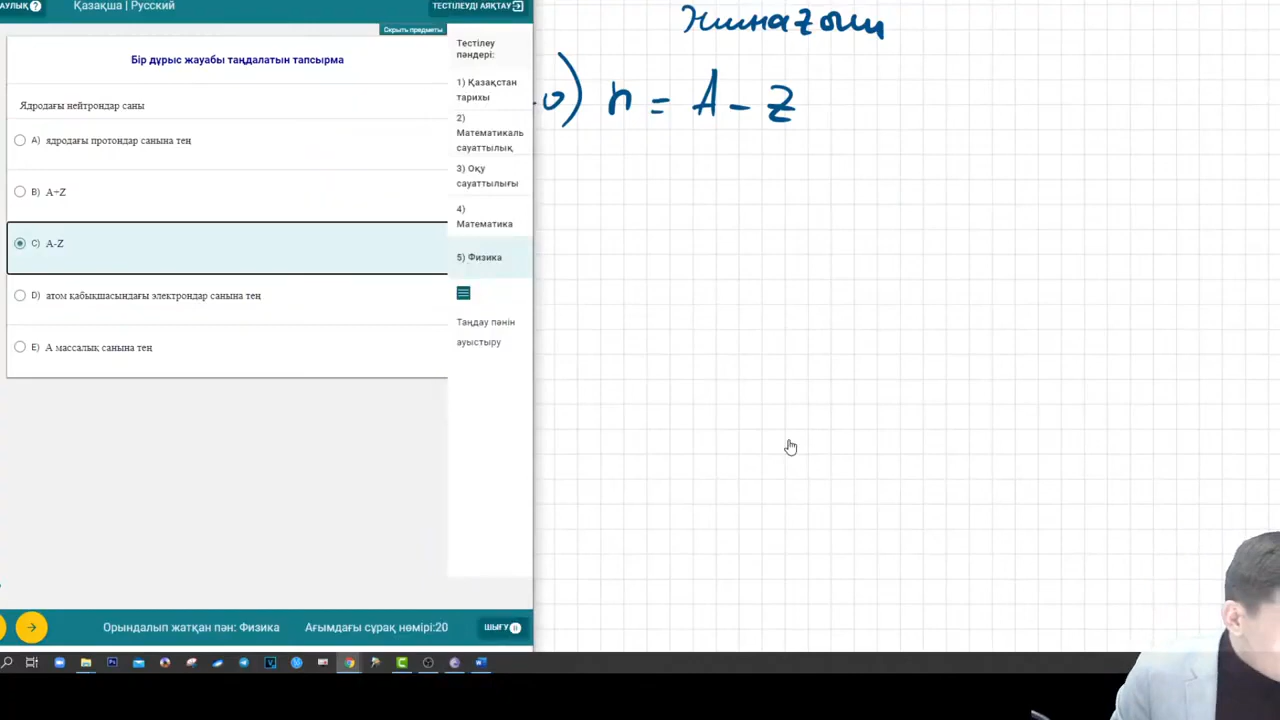 АУЛЫҚ ?
Қазақша | Русский
ТЕСТІЛЕУДІ АЯҚТАУ
Скрыть предметы
Бір дұрыс жауабы таңдалатын тапсырма
Ядродағы нейтрондар саны
A) ядродағы протондар санына тең
B) A+Z
C) A-Z
D) атом қабықшасындағы электрондар санына тең
E) А массалық санына тең
Тестілеу
пәндері:
1) Қазақстан
тарихы
2)
Математикалы
сауаттылық
3) Оқу
сауаттылығы
4)
Математика
5) Физика
Таңдау пәнін
ауыстыру
Орындалып жатқан пән: Физика
Ағымдағы сұрақ нөмірі:20
ШЫҒУ
0) n = A - Z